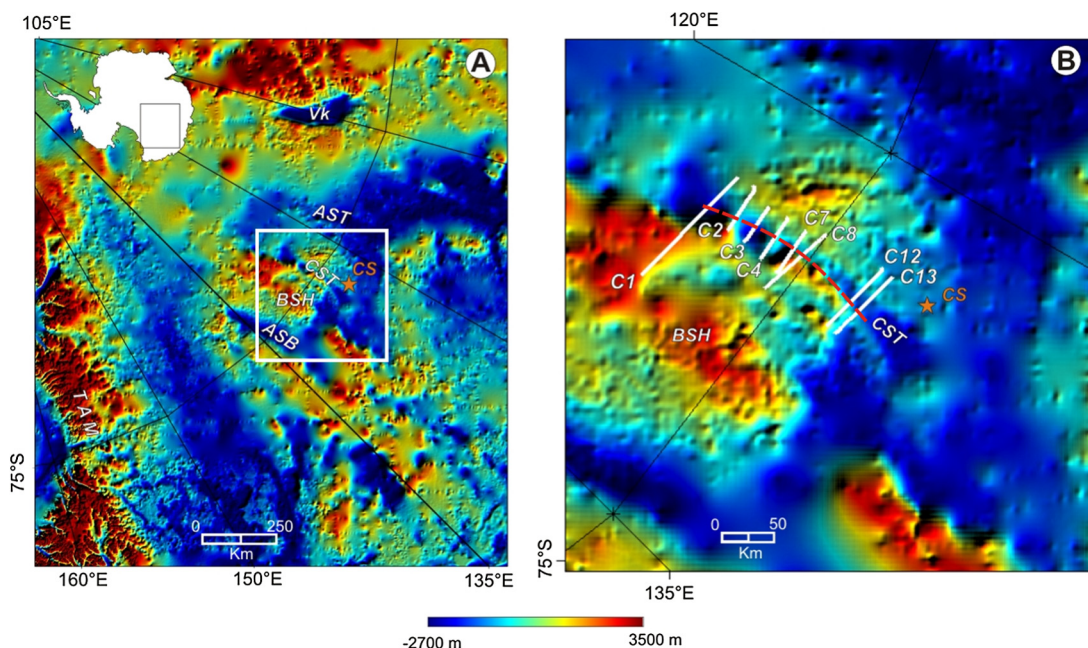 105°E
A
Vk
AST
CST
CS
BSH
ASB
TAM
75°S
0 250
Km
160°E
150°E
135°E
120°E
B
C7
C8
C2
C3
C4
C1
C12
C13
CS
BSH
CST
0 50
Km
75°S
135°E
-2700 m 3500 m